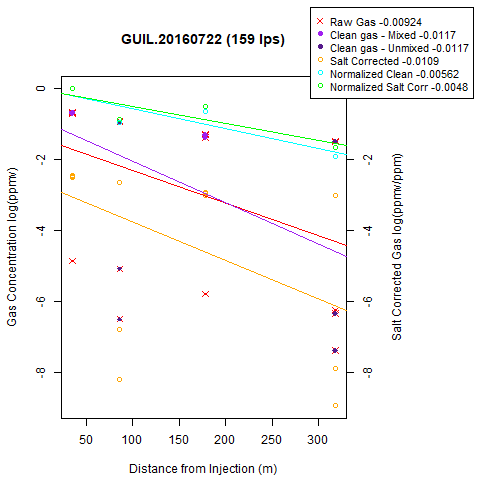 GUIL.20160722 (159 lps)
Raw Gas -0.00924
Clean gas - Mixed -0.0117
Clean gas - Unmixed -0.0117
Salt Corrected -0.0109
Normalized Clean -0.00562
Normalized Salt Corr -0.0048
Gas Concentration log(ppmv)
0
-2
-4
-6
-8
0
-2
-4
-6
-8
Salt Corrected Gas log(ppmv/ppm)
50 100 150 200 250 300
Distance from Injection (m)